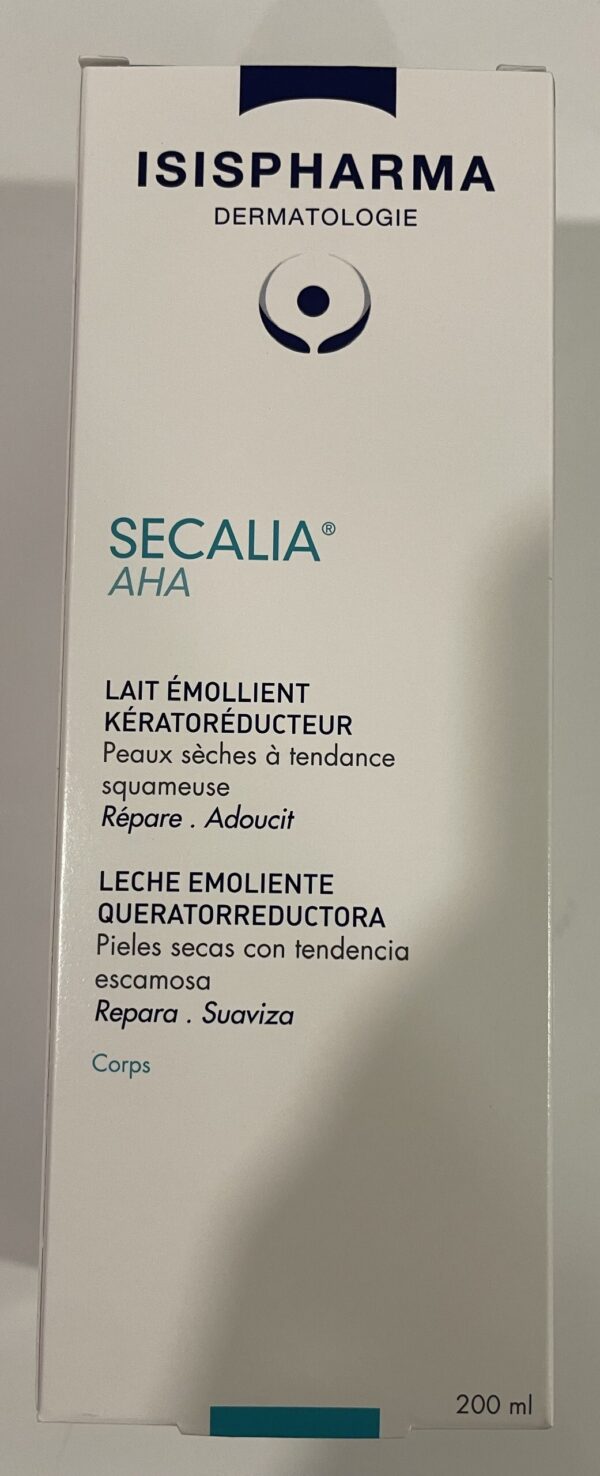 ISISPHARMA
DERMATOLOGIE
SECALIA®
AHA
LAIT ÉMOLLIENT
KÉRATORÉDUCTEUR
Peaux sèches à tendance
squameuse
Répare . Adoucit
LECHE EMOLIENTE
QUERATORREDUCTORA
Pieles secas con tendencia
escamosa
Repara . Suaviza
Corps
200 ml